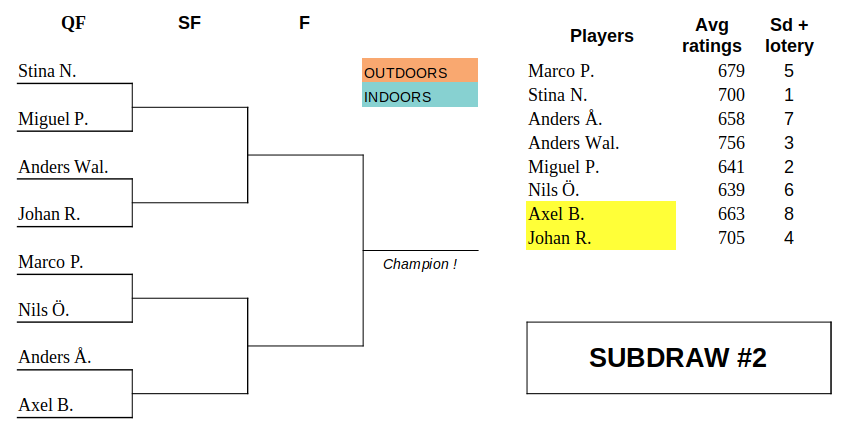 QF SF F
Stina N.
Miguel P.
Anders Wal.
Johan R.
Marco P.
Nils Ö.
Anders Å.
Axel B.
OUTDOORS
INDOORS
Champion !
Players Avg ratings Sd + lotery
Marco P. 679 5
Stina N. 700 1
Anders Å. 658 7
Anders Wal. 756 3
Miguel P. 641 2
Nils Ö. 639 6
Axel B. 663 8
Johan R. 705 4
SUBDRAW #2